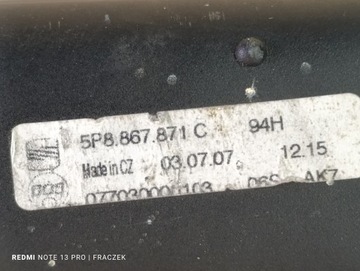 5P8.867.871 C 94H
Made in CZ 03.07.07 12.15
AK7
REDMI NOTE 13 PRO | FRACZEK